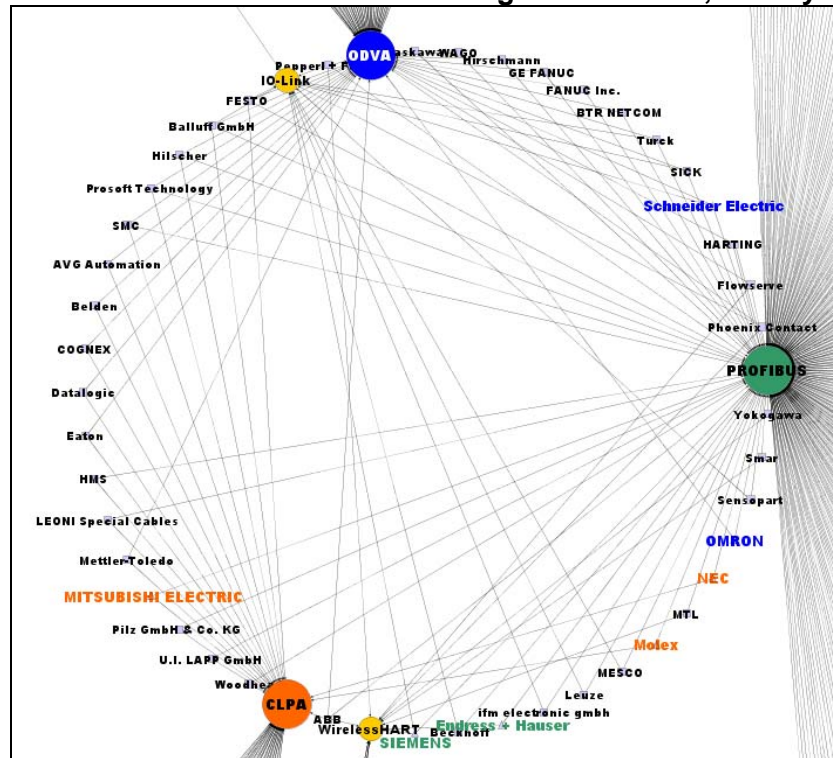 ODVA
WAGO
Hirschmann
GE FANUC
FANUC Inc.
BTR NETCOM
Turck
SICK
Schneider Electric
HARTING
Flowserve
Phoenix Contact
PROFIBUS
Yokogawa
Smar
Sensopart
OMRON
NEC
MTL
Molex
MESCO
Leuze
ifm electronic gmbh
Endress + Hauser
Beckhoff
SIEMENS
WirelessHART
ABB
CLPA
U.I. LAPP GmbH
Pilz GmbH & Co. KG
MITSUBISHI ELECTRIC
Mettler-Toledo
LEONI Special Cables
HMS
Eaton
Datalogic
COGNEX
Belden
AVG Automation
SMC
Prosoft Technology
Hilscher
Balluff GmbH
FESTO
IO-Link
Pepperl + F